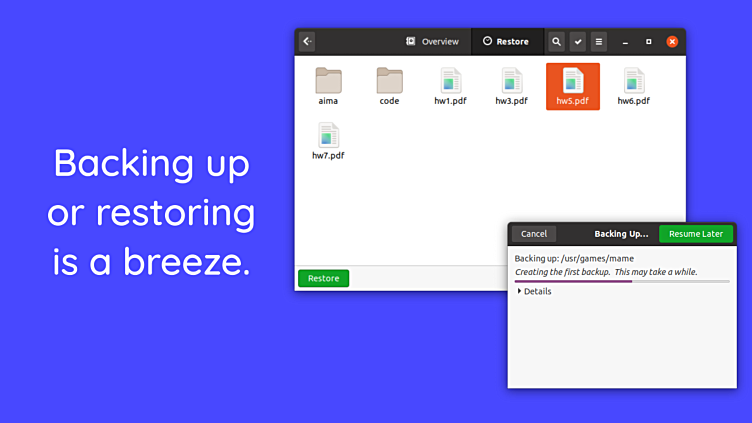 Backing up
or restoring
is a breeze.
Overview
Restore
aima
code
hw1.pdf
hw3.pdf
hw5.pdf
hw6.pdf
hw7.pdf
Restore
Cancel
Backing Up...
Resume Later
Backing up: /usr/games/mame
Creating the first backup. This may take a while.
Details